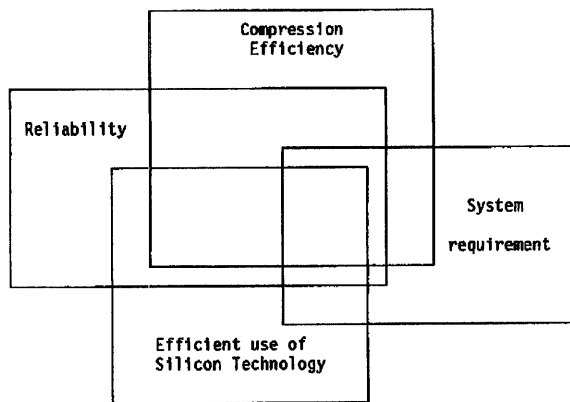 Compression
Efficiency
Reliability
System
requirement
Efficient use of
Silicon Technology